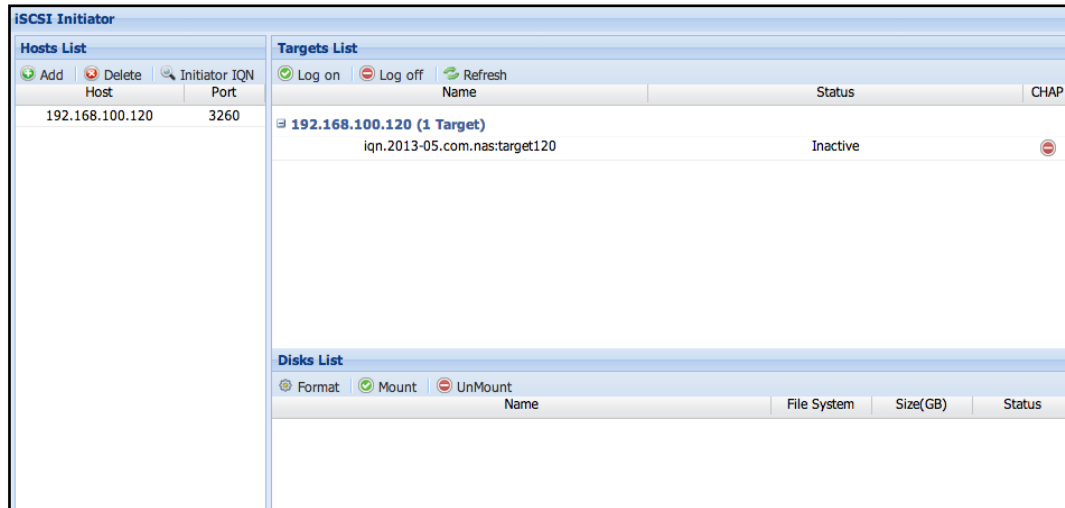 iSCSI Initiator
Hosts List
Add Delete Initiator IQN
Host Port
192.168.100.120 3260
Targets List
Log on Log off Refresh
Name Status CHAP
192.168.100.120 (1 Target)
iqn.2013-05.com.nas:target120 Inactive
Disks List
Format Mount UnMount
Name File System Size(GB) Status